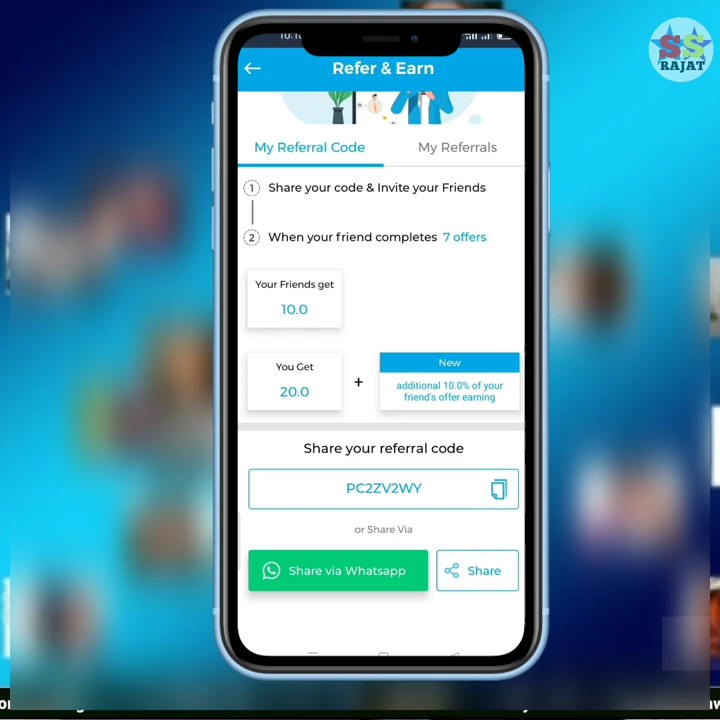 SS
RAJAT
Refer & Earn
My Referral Code
My Referrals
1 Share your code & Invite your Friends
2 When your friend completes 7 offers
Your Friends get
10.0
You Get
20.0
+
New
additional 10.0% of your
friend's offer earning
Share your referral code
PC2ZV2WY
or Share Via
Share via Whatsapp
Share